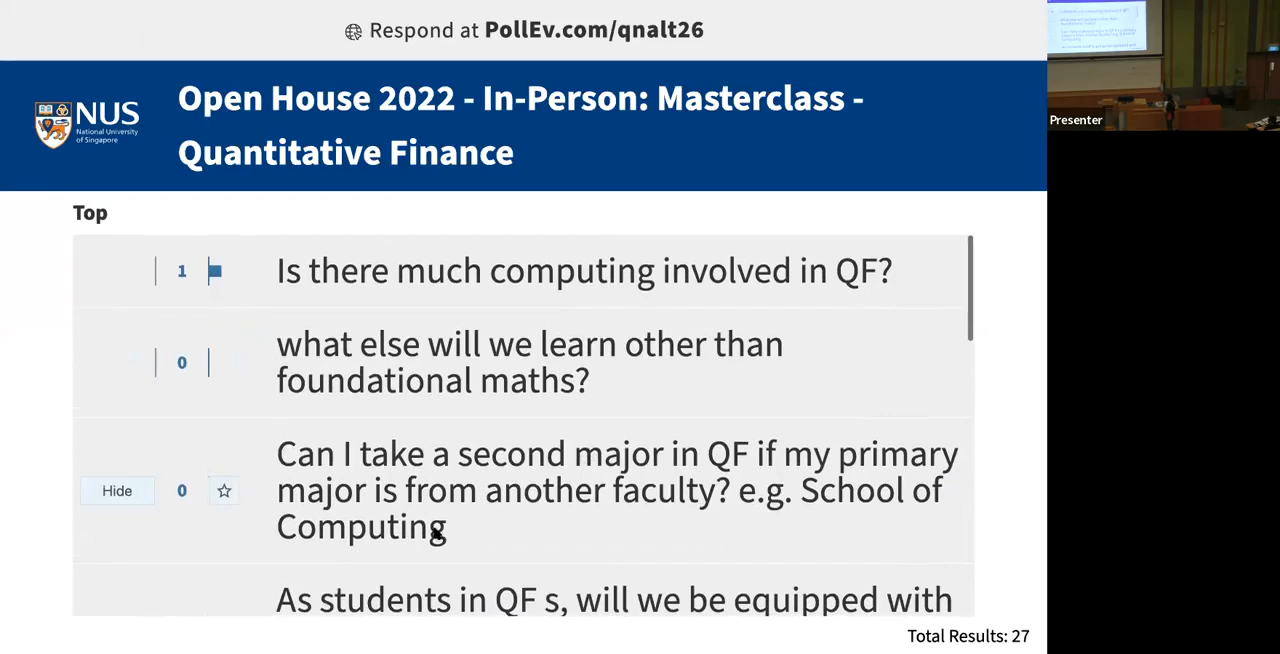 Respond at PollEv.com/qnalt26
NUS
National University
of Singapore
Open House 2022 - In-Person: Masterclass -
Quantitative Finance
Top
1
Is there much computing involved in QF?
0
what else will we learn other than
foundational maths?
Hide
0
Can I take a second major in QF if my primary
major is from another faculty? e.g. School of
Computing
As students in QF s, will we be equipped with
Total Results: 27
Presenter